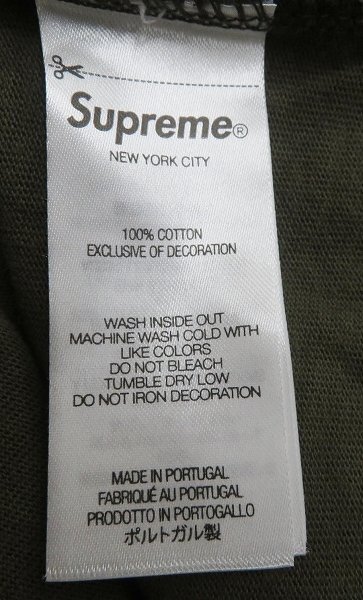 Supreme®
NEW YORK CITY
100% COTTON
EXCLUSIVE OF DECORATION
WASH INSIDE OUT
MACHINE WASH COLD WITH
LIKE COLORS
DO NOT BLEACH
TUMBLE DRY LOW
DO NOT IRON DECORATION
MADE IN PORTUGAL
FABRIQUÉ AU PORTUGAL
PRODOTTO IN PORTOGALLO
ポルトガル製